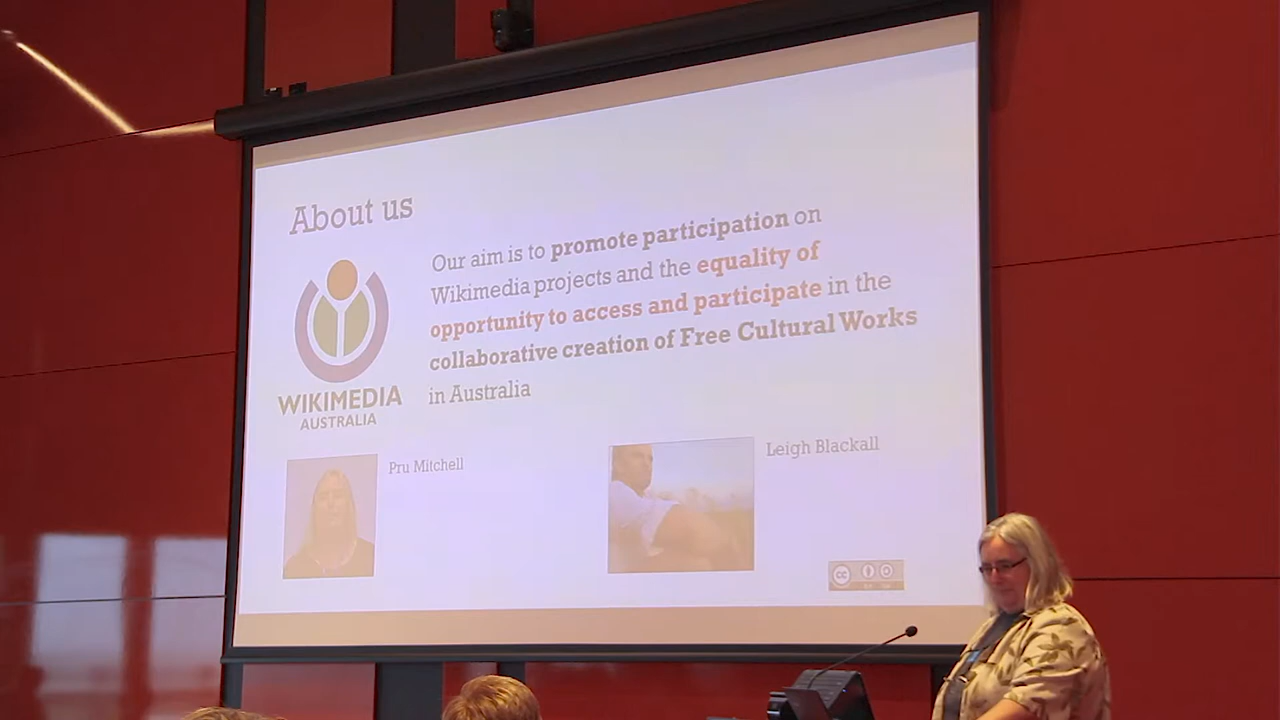 About us
Our aim is to promote participation on
Wikimedia projects and the equality of
opportunity to access and participate in the
collaborative creation of Free Cultural Works
in Australia
WIKIMEDIA
AUSTRALIA
Pru Mitchell
Leigh Blackall
cc